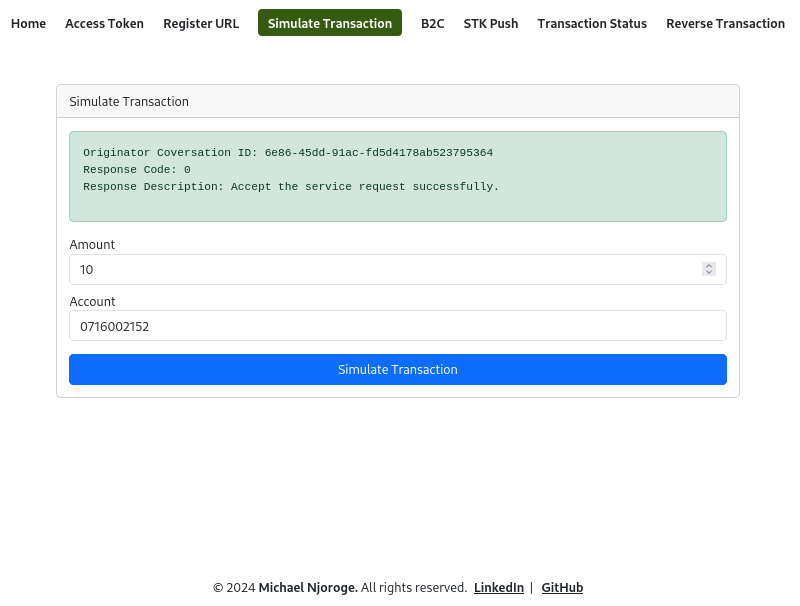 Home Access Token Register URL Simulate Transaction B2C STK Push Transaction Status Reverse Transaction
Simulate Transaction
Originator Coversation ID: 6e86-45dd-91ac-fd5d4178ab523795364
Response Code: 0
Response Description: Accept the service request successfully.
Amount
10
Account
0716002152
Simulate Transaction
© 2024 Michael Njoroge. All rights reserved. LinkedIn | GitHub